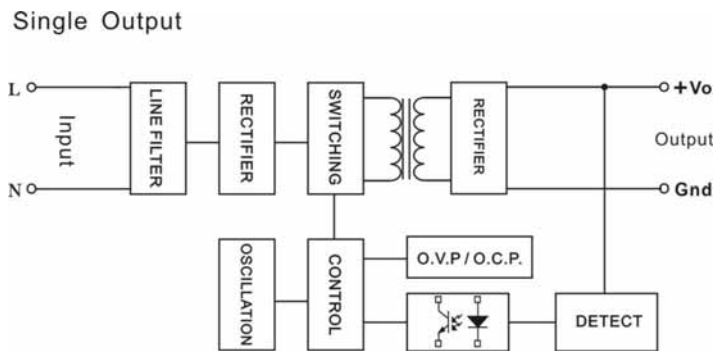 Single Output
L
N
Input
LINE FILTER
RECTIFIER
SWITCHING
RECTIFIER
+Vo
Output
Gnd
OSCILLATION
CONTROL
O.V.P / O.C.P.
DETECT